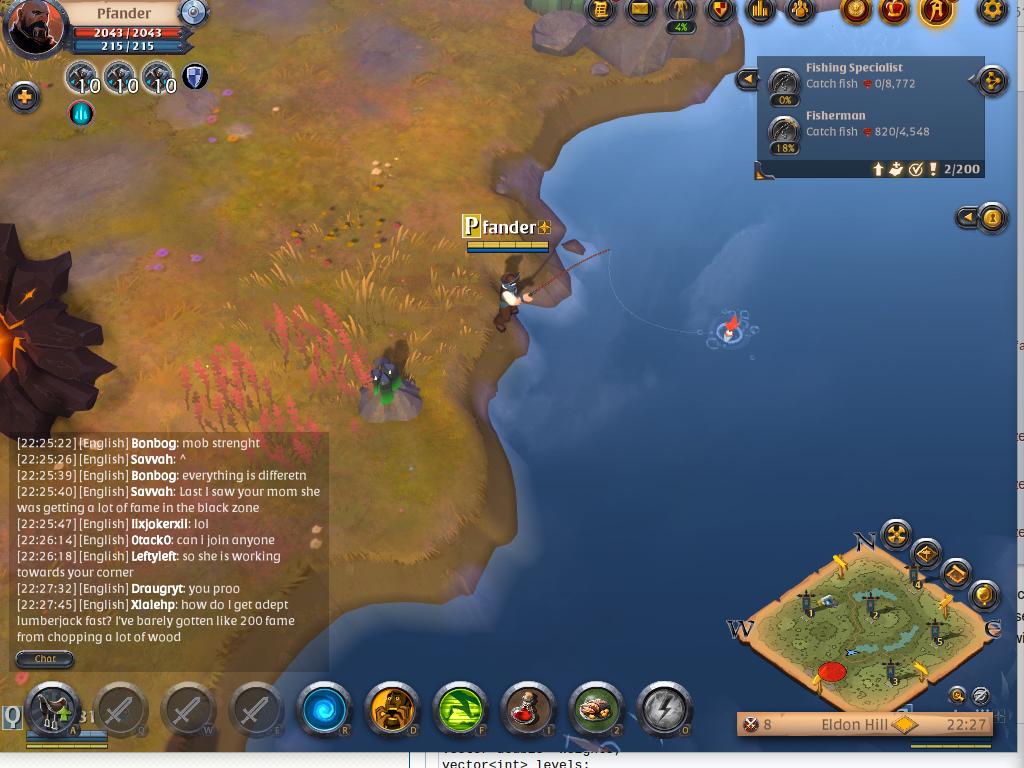 Pfander
2043 / 2043
215 / 215
10 10 10
4%
Fishing Specialist
Catch fish 0/8,772
0%
Fisherman
Catch fish 820/4,548
18%
2/200
1
Pfander
[22:25:22] [English] Bonbog: mob strenght
[22:25:26] [English] Savvah: ^
[22:25:39] [English] Bonbog: everything is differetn
[22:25:40] [English] Savvah: Last I saw your mom she
was getting a lot of fame in the black zone
[22:25:47] [English] Ilxjokerxll: lol
[22:26:14] [English] 0tack0: can i join anyone
[22:26:18] [English] Leftyleft: so she is working
towards your corner
[22:27:32] [English] Draugryt: you proo
[22:27:45] [English] Xialehp: how do I get adept
lumberjack fast? I've barely gotten like 200 fame
from chopping a lot of wood
Chat
N
W E
1 2 3 4 5
A Q W E R D F 1 2 O
8 Eldon Hill 22:27
vector<int> levels;